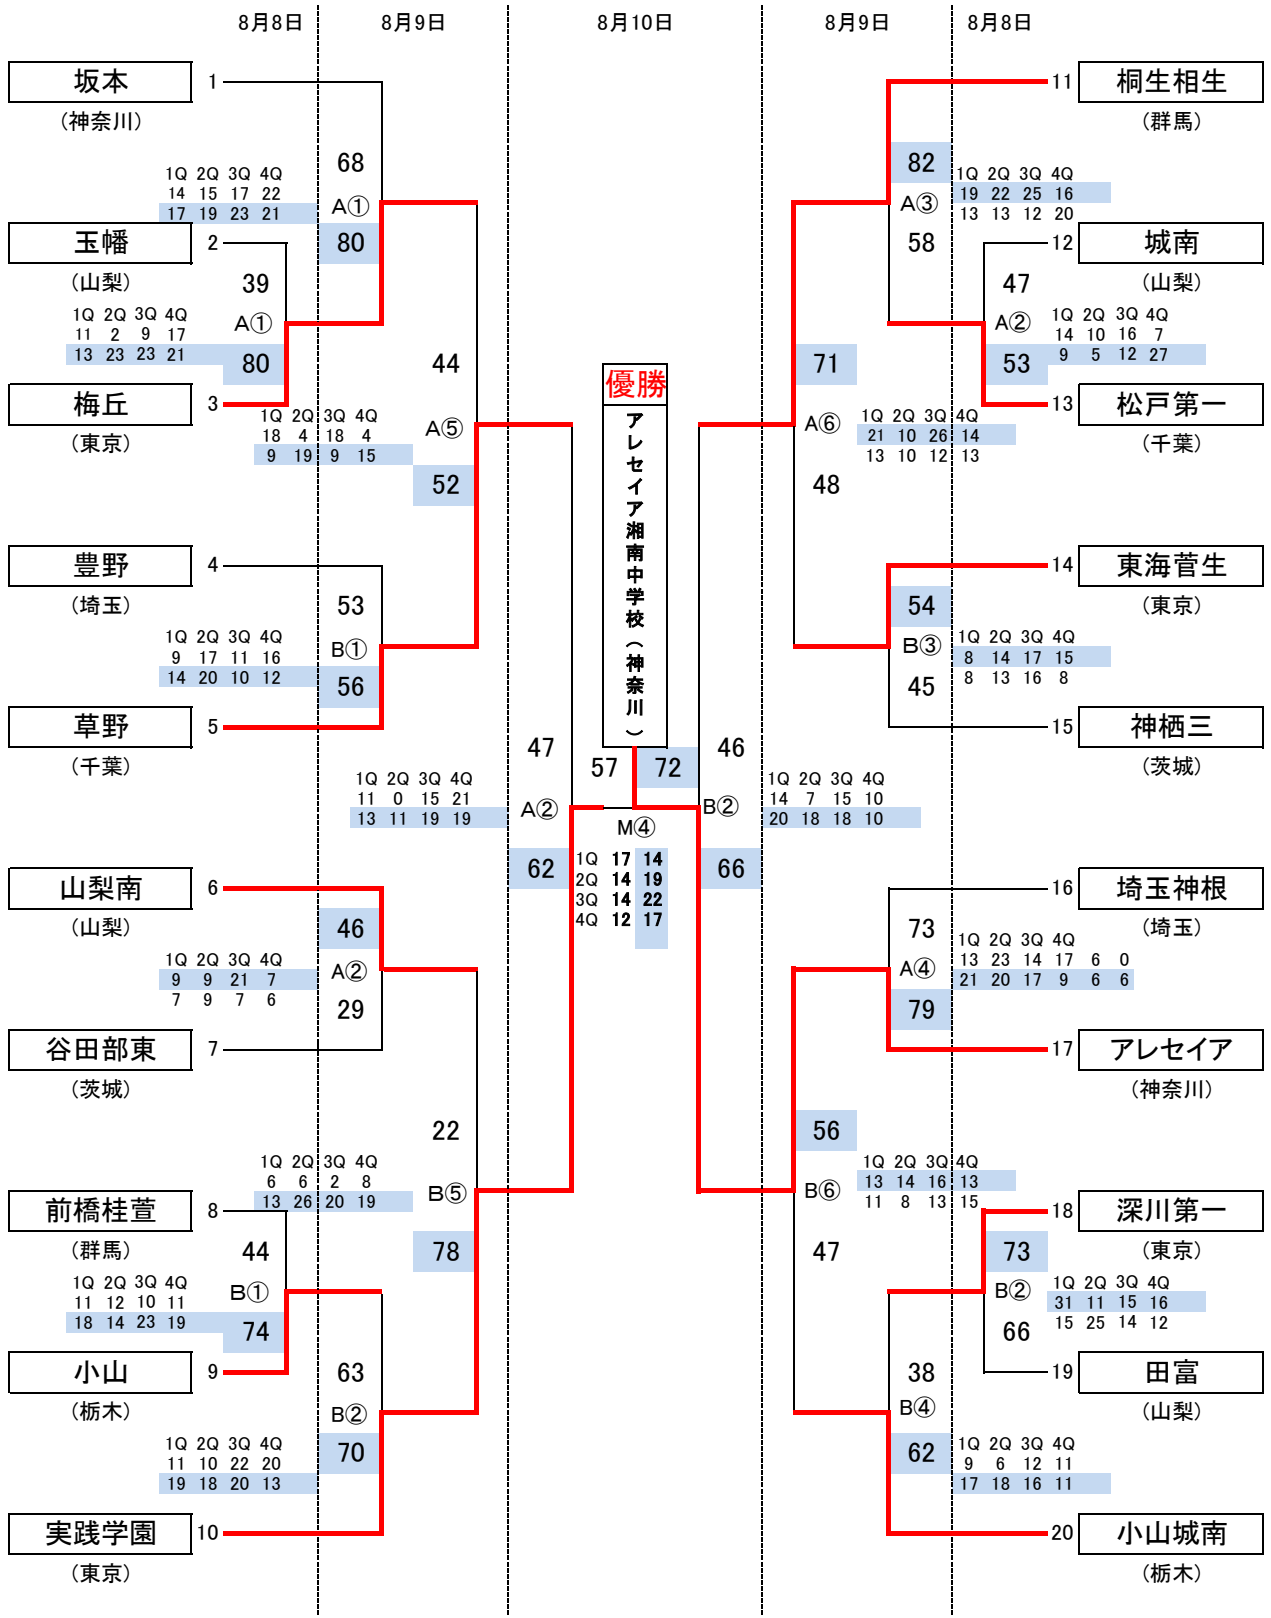 8月8日 8月9日 8月10日 8月9日 8月8日
坂本 1
(神奈川)
68
1Q 2Q 3Q 4Q
14 15 17 22
17 19 23 21
A①
80
玉幡 2
(山梨)
39
A①
1Q 2Q 3Q 4Q
11 2 9 17
13 23 23 21
80
梅丘 3
(東京)
44
A⑤
1Q 2Q 3Q 4Q
18 4 18 4
9 19 9 15
52
豊野 4
(埼玉)
53
B①
1Q 2Q 3Q 4Q
9 17 11 16
14 20 10 12
56
草野 5
(千葉)
47
A②
1Q 2Q 3Q 4Q
11 0 15 21
13 11 19 19
62
山梨南 6
(山梨)
46
A②
1Q 2Q 3Q 4Q
9 9 21 7
7 9 7 6
29
谷田部東 7
(茨城)
22
B⑤
1Q 2Q 3Q 4Q
6 6 2 8
13 26 20 19
78
前橋桂萱 8
(群馬)
44
B①
1Q 2Q 3Q 4Q
11 12 10 11
18 14 23 19
74
小山 9
(栃木)
63
B②
1Q 2Q 3Q 4Q
11 10 22 20
19 18 20 13
70
実践学園 10
(東京)
優勝
アレセイア湘南中学校(神奈川)
57 72
M④
1Q 17 14
2Q 14 19
3Q 14 22
4Q 12 17
11 桐生相生
(群馬)
82
A③
1Q 2Q 3Q 4Q
19 22 25 16
13 13 12 20
58
12 城南
(山梨)
47
A②
1Q 2Q 3Q 4Q
14 10 16 7
9 5 12 27
53
13 松戸第一
(千葉)
71
A⑥
1Q 2Q 3Q 4Q
21 10 26 14
13 10 12 13
48
14 東海菅生
(東京)
54
B③
1Q 2Q 3Q 4Q
8 14 17 15
8 13 16 8
45
15 神栖三
(茨城)
46
B②
1Q 2Q 3Q 4Q
14 7 15 10
20 18 18 10
66
16 埼玉神根
(埼玉)
73
A④
1Q 2Q 3Q 4Q
13 23 14 17 6 0
21 20 17 9 6 6
79
17 アレセイア
(神奈川)
56
B⑥
1Q 2Q 3Q 4Q
13 14 16 13
11 8 13 15
47
18 深川第一
(東京)
73
B②
1Q 2Q 3Q 4Q
31 11 15 16
15 25 14 12
66
19 田富
(山梨)
38
B④
1Q 2Q 3Q 4Q
9 6 12 11
17 18 16 11
62
20 小山城南
(栃木)